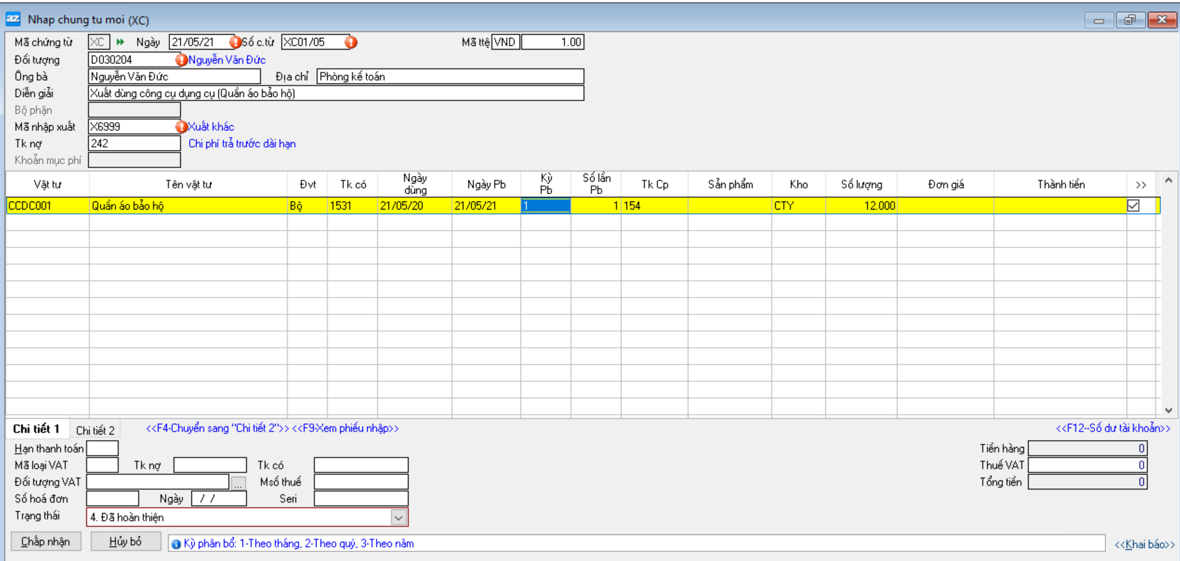 az Nhap chung tu moi (XC)
Mã chứng từ XC Ngày 21/05/21 Số c.từ XC01/05 Mã ttệ VND 1.00
Đối tượng D030204 Nguyễn Văn Đức
Ông bà Nguyễn Văn Đức Địa chỉ Phòng kế toán
Diễn giải Xuất dùng công cụ dụng cụ (Quần áo bảo hộ)
Bộ phận
Mã nhập xuất X6999 Xuất khác
Tk nợ 242 Chi phí trả trước dài hạn
Khoản mục phí
Vật tư Tên vật tư Đvt Tk có Ngày dùng Ngày Pb Kỳ Pb Số lần Pb Tk Cp Sản phẩm Kho Số lượng Đơn giá Thành tiền >>
CCDC001 Quần áo bảo hộ Bộ 1531 21/05/20 21/05/21 1 1 154 CTY 12.000
Chi tiết 1 Chi tiết 2 <<F4-Chuyển sang "Chi tiết 2">> <<F9-Xem phiếu nhập>> <<F12--Số dư tài khoản>>
Hạn thanh toán Tiền hàng 0
Mã loại VAT Tk nợ Tk có Thuế VAT 0
Đối tượng VAT ... Msố thuế Tổng tiền 0
Số hoá đơn Ngày / / Seri
Trạng thái 4. Đã hoàn thiện
Chấp nhận Hủy bỏ Kỳ phân bổ: 1-Theo tháng, 2-Theo quý, 3-Theo năm <<Khai báo>>